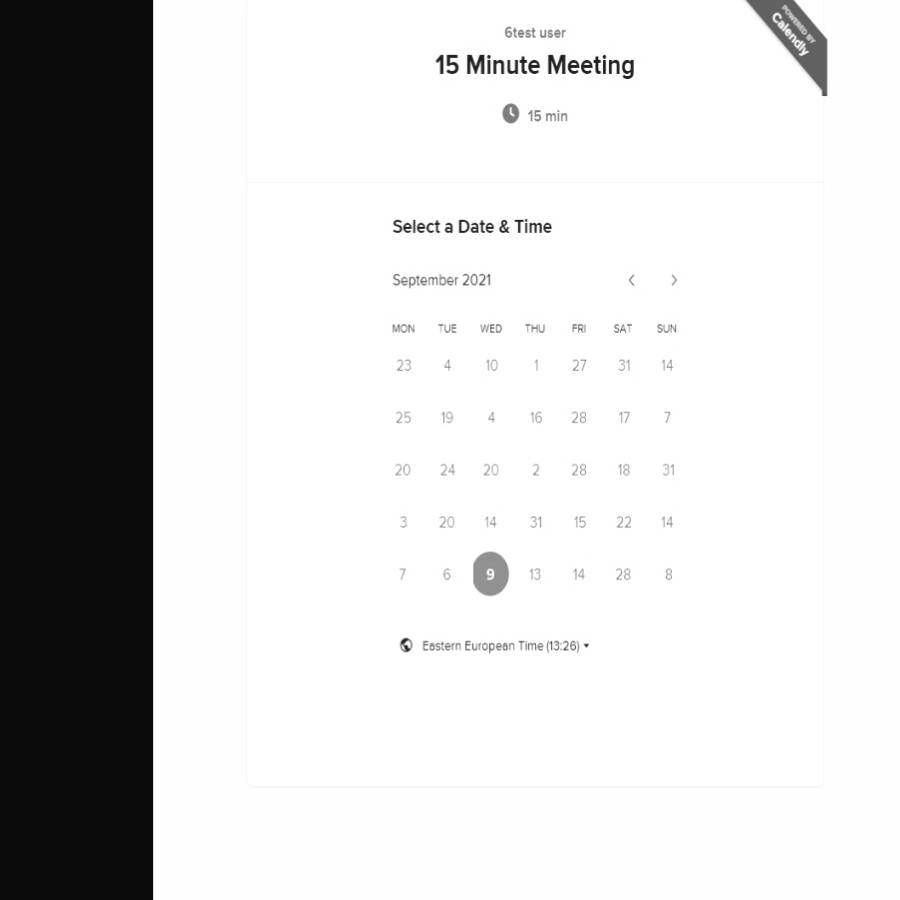 6test user
POWERED BY
Calendly
15 Minute Meeting
15 min
Select a Date & Time
September 2021
MON TUE WED THU FRI SAT SUN
23 4 10 1 27 31 14
25 19 4 16 28 17 7
20 24 20 2 28 18 31
3 20 14 31 15 22 14
7 6 9 13 14 28 8
Eastern European Time (13:26)